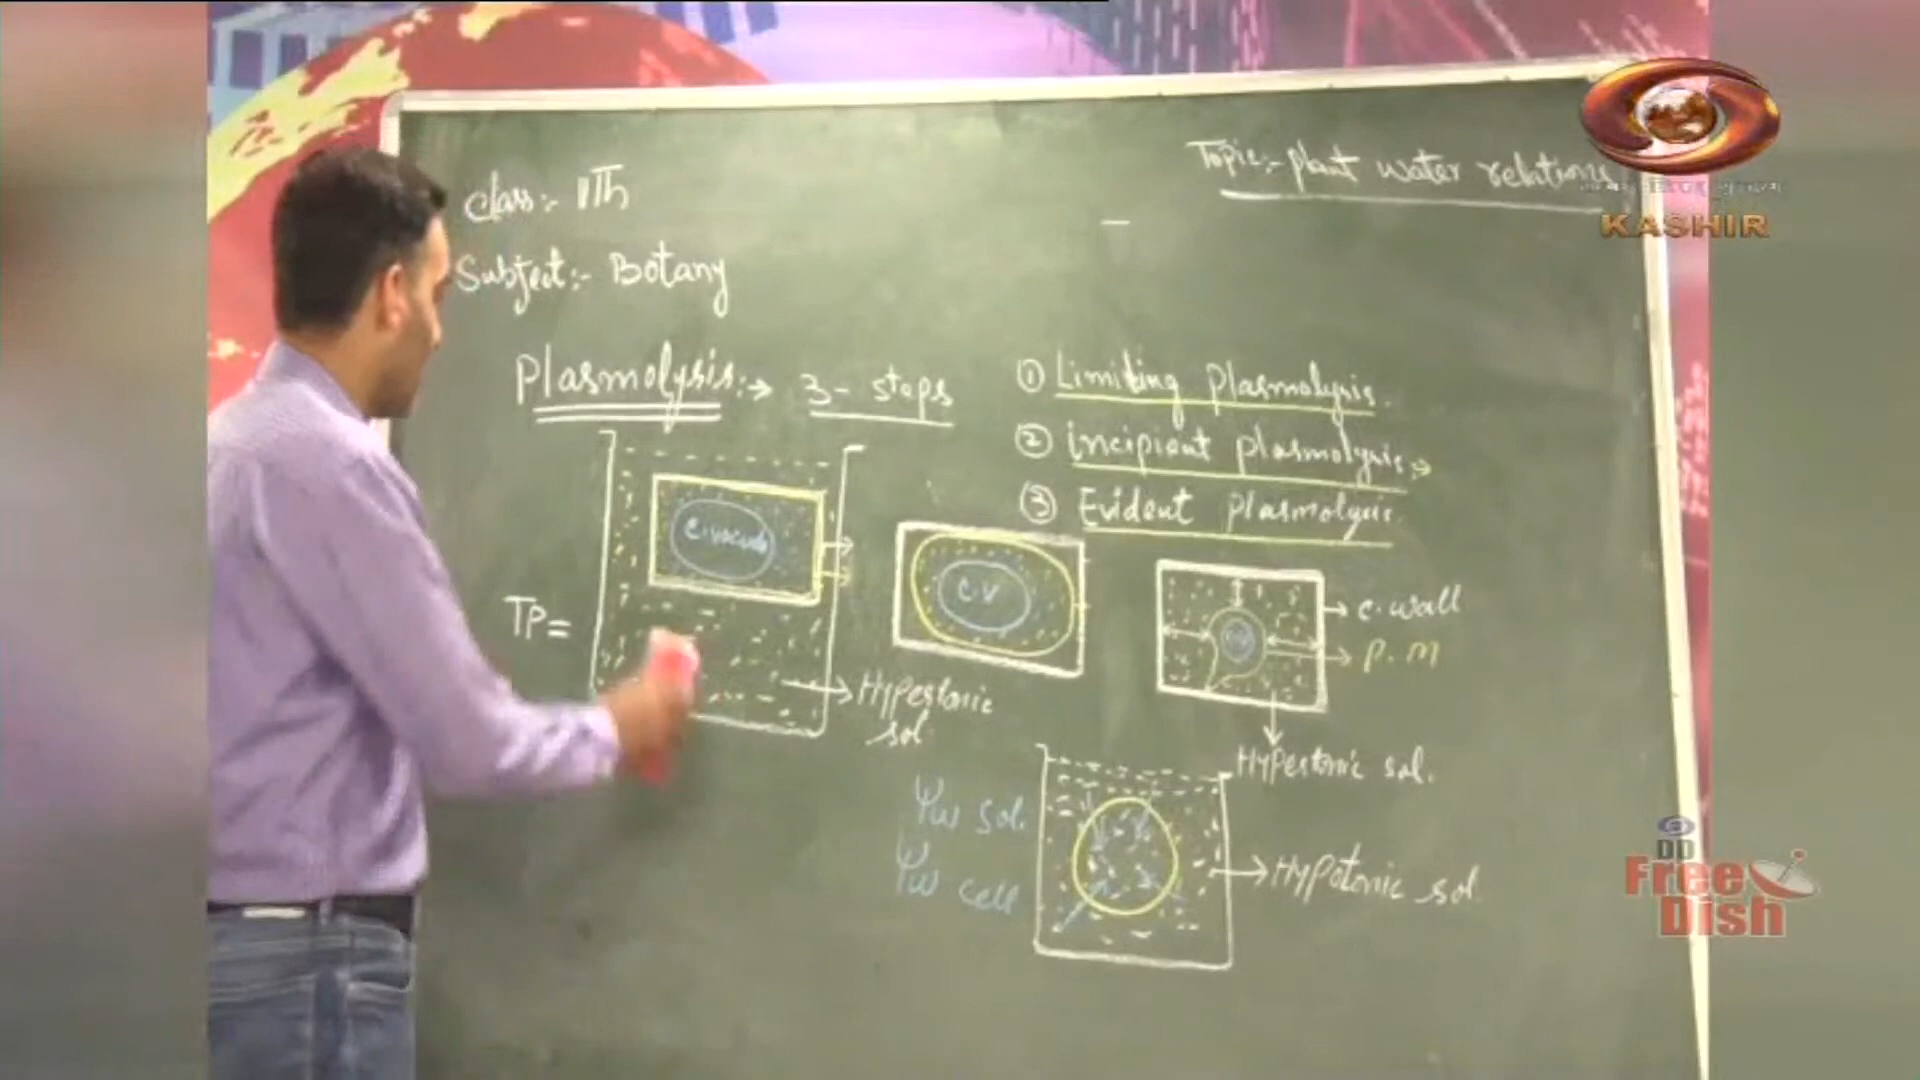 Topic:- plant water relations
Class:- 11Th
Subject:- Botany
Plasmolysis:→ 3-steps
① Limiting plasmolysis.
② incipient plasmolysis:→
③ Evident plasmolysis.
C.vacuole
C.V
TP=
Hypertonic
sol.
c.wall
P.m
Hypertonic sol.
Ψw sol.
Ψw cell
Hypotonic sol.
KASHIR
DD
Free
Dish